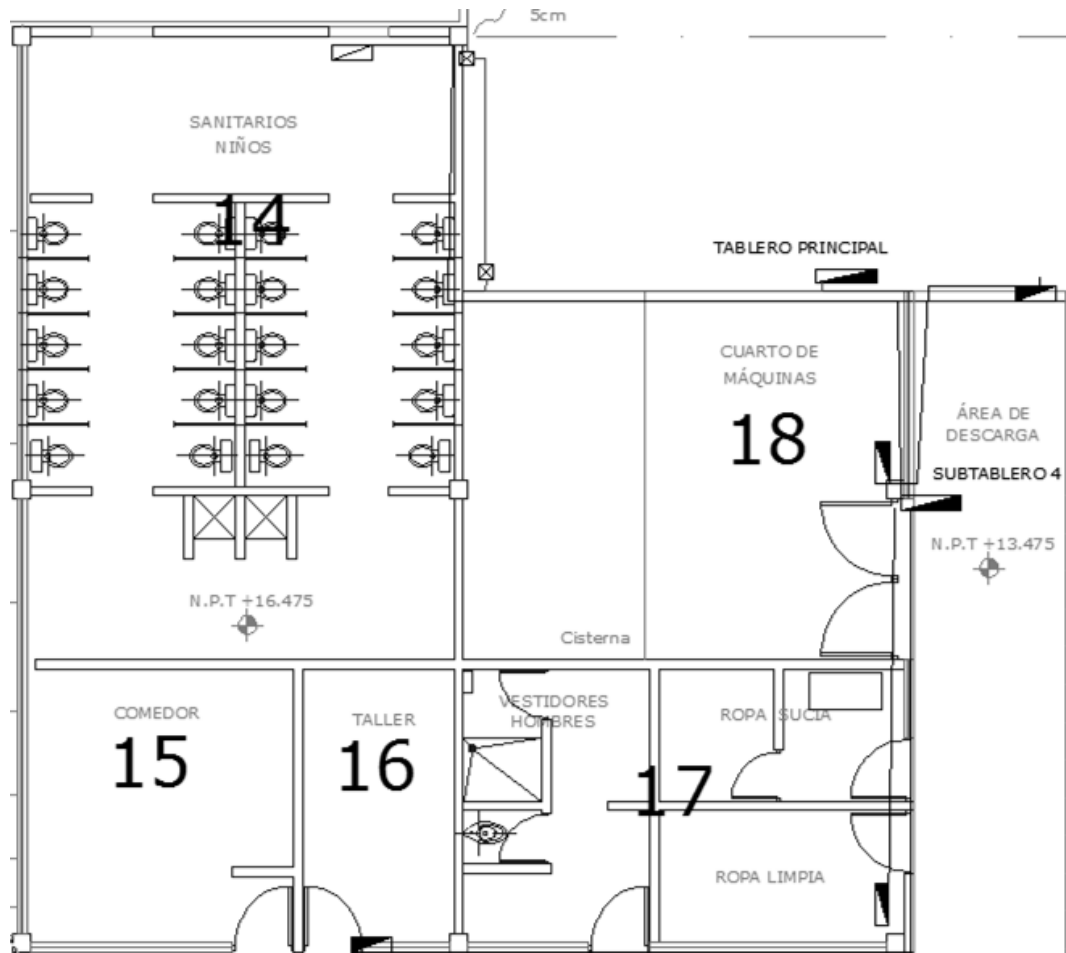 5cm
SANITARIOS
NIÑOS
14
TABLERO PRINCIPAL
CUARTO DE
MÁQUINAS
18
ÁREA DE
DESCARGA
SUBTABLERO 4
N.P.T +13.475
N.P.T +16.475
Cisterna
COMEDOR
15
TALLER
16
VESTIDORES
HOMBRES
ROPA SUCIA
17
ROPA LIMPIA